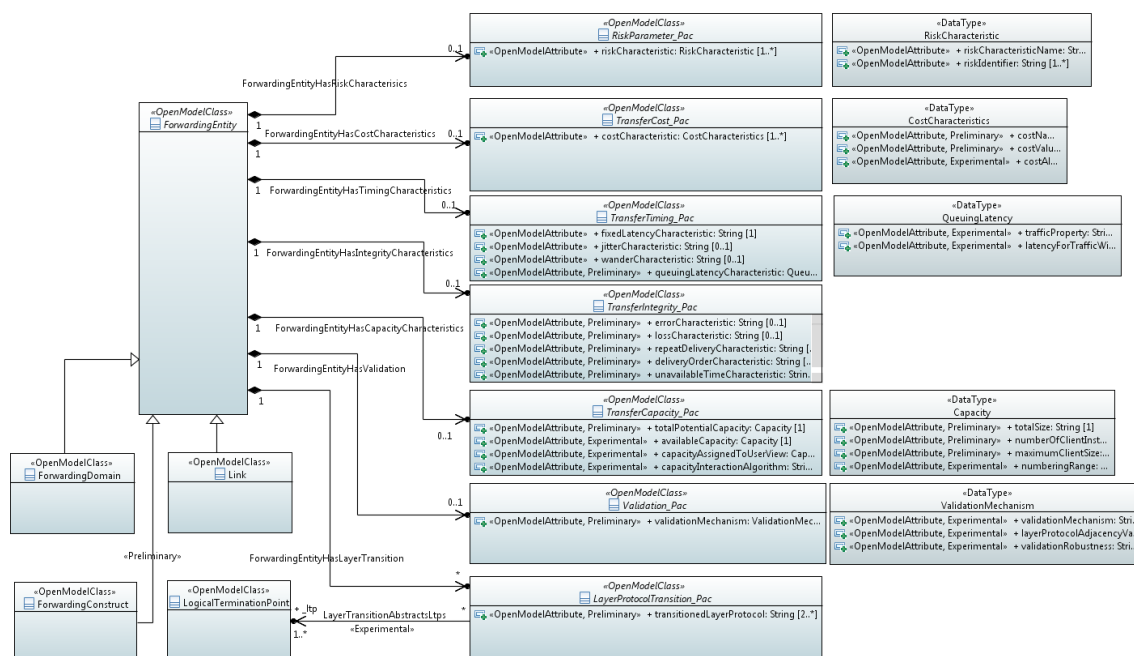 «OpenModelClass»
RiskParameter_Pac
«OpenModelAttribute» + riskCharacteristic: RiskCharacteristic [1..*]
«DataType»
RiskCharacteristic
«OpenModelAttribute» + riskCharacteristicName: Str...
«OpenModelAttribute» + riskIdentifier: String [1..*]
0..1
ForwardingEntityHasRiskCharacterisics
1
«OpenModelClass»
ForwardingEntity
«OpenModelClass»
TransferCost_Pac
«OpenModelAttribute» + costCharacteristic: CostCharacteristics [1..*]
«DataType»
CostCharacteristics
«OpenModelAttribute, Preliminary» + costNa...
«OpenModelAttribute, Preliminary» + costValu...
«OpenModelAttribute, Experimental» + costAl...
ForwardingEntityHasCostCharacteristics
0..1
1
ForwardingEntityHasTimingCharacteristics
1
0..1
«OpenModelClass»
TransferTiming_Pac
«OpenModelAttribute» + fixedLatencyCharacteristic: String [1]
«OpenModelAttribute» + jitterCharacteristic: String [0..1]
«OpenModelAttribute» + wanderCharacteristic: String [0..1]
«OpenModelAttribute, Preliminary» + queuingLatencyCharacteristic: Queu...
«DataType»
QueuingLatency
«OpenModelAttribute, Experimental» + trafficProperty: Stri...
«OpenModelAttribute, Experimental» + latencyForTrafficWi...
1
ForwardingEntityHasIntegrityCharacteristics
0..1
«OpenModelClass»
TransferIntegrity_Pac
«OpenModelAttribute, Preliminary» + errorCharacteristic: String [0..1]
«OpenModelAttribute, Preliminary» + lossCharacteristic: String [0..1]
«OpenModelAttribute, Preliminary» + repeatDeliveryCharacteristic: String [.
«OpenModelAttribute, Preliminary» + deliveryOrderCharacteristic: String [..
«OpenModelAttribute, Preliminary» + unavailableTimeCharacteristic: Strin.
1
ForwardingEntityHasCapacityCharacteristics
0..1
«OpenModelClass»
TransferCapacity_Pac
«OpenModelAttribute, Preliminary» + totalPotentialCapacity: Capacity [1]
«OpenModelAttribute, Experimental» + availableCapacity: Capacity [1]
«OpenModelAttribute, Experimental» + capacityAssignedToUserView: Cap...
«OpenModelAttribute, Experimental» + capacityInteractionAlgorithm: Stri...
«DataType»
Capacity
«OpenModelAttribute, Preliminary» + totalSize: String [1]
«OpenModelAttribute, Preliminary» + numberOfClientInst...
«OpenModelAttribute, Preliminary» + maximumClientSize:...
«OpenModelAttribute, Experimental» + numberingRange: ...
1
ForwardingEntityHasValidation
0..1
1
«OpenModelClass»
ForwardingDomain
«OpenModelClass»
Link
«OpenModelClass»
Validation_Pac
«OpenModelAttribute, Preliminary» + validationMechanism: ValidationMec...
«DataType»
ValidationMechanism
«OpenModelAttribute, Experimental» + validationMechanism: Stri.
«OpenModelAttribute, Experimental» + layerProtocolAdjacencyVa.
«OpenModelAttribute, Experimental» + validationRobustness: Stri.
«Preliminary»
ForwardingEntityHasLayerTransition
*
«OpenModelClass»
ForwardingConstruct
«OpenModelClass»
LogicalTerminationPoint
+ _ltp
1..*
LayerTransitionAbstractsLtps
«Experimental»
*
«OpenModelClass»
LayerProtocolTransition_Pac
«OpenModelAttribute, Preliminary» + transitionedLayerProtocol: String [2..*]